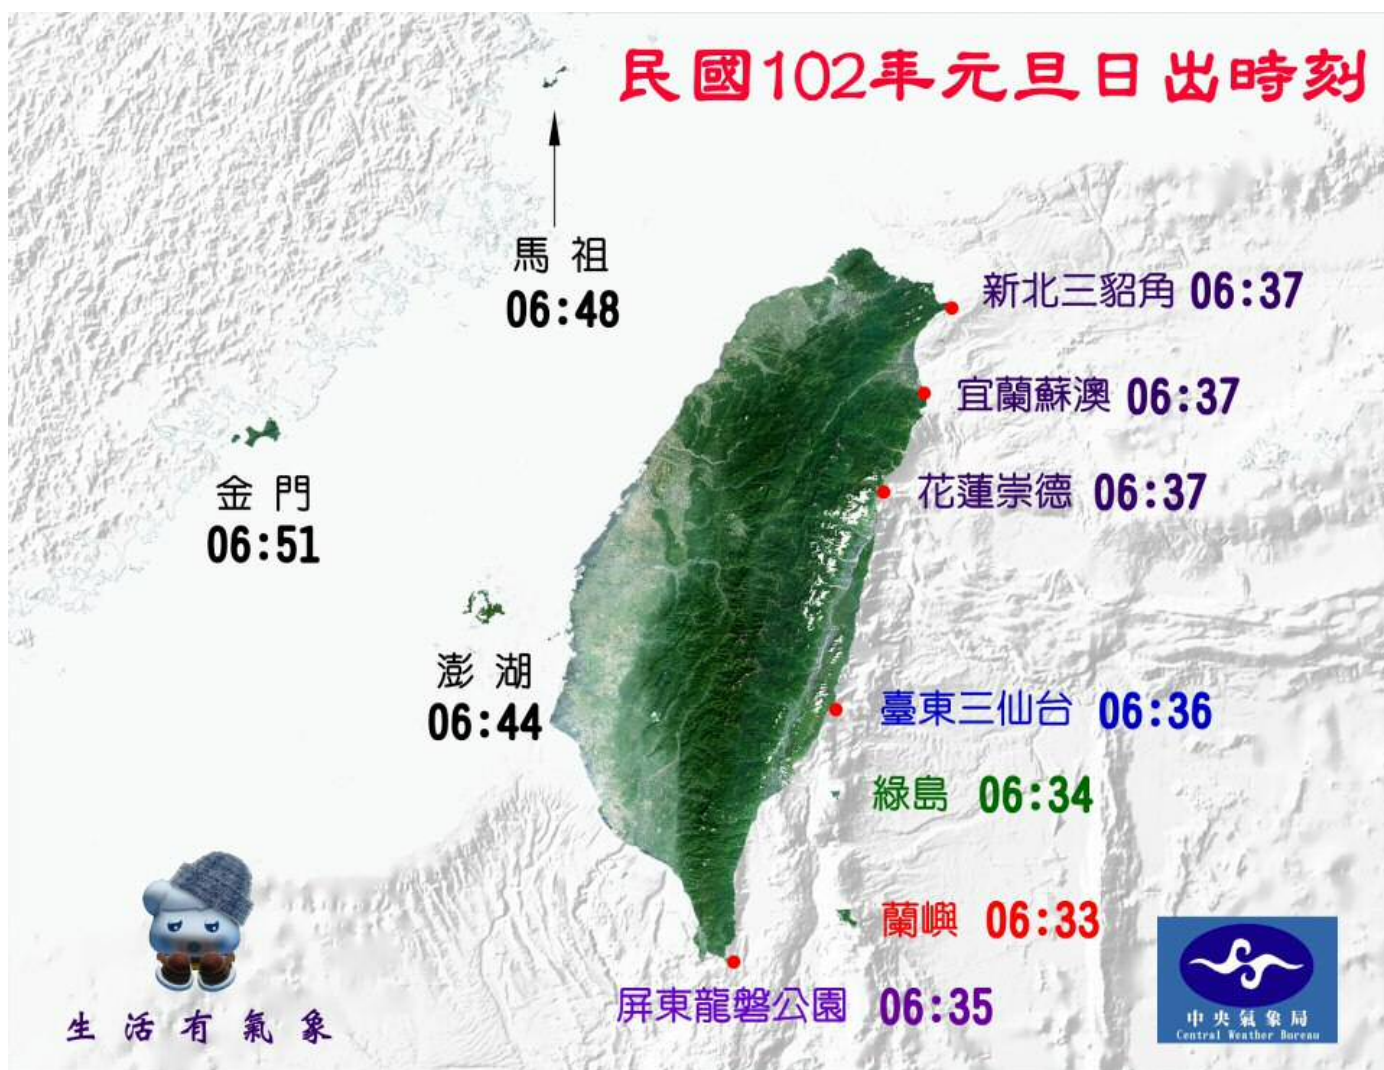 民國102年元旦日出時刻
馬祖
06:48
新北三貂角 06:37
宜蘭蘇澳 06:37
花蓮崇德 06:37
金門
06:51
澎湖
06:44
臺東三仙台 06:36
綠島 06:34
蘭嶼 06:33
屏東龍磐公園 06:35
生活有氣象
中央氣象局
Central Weather Bureau